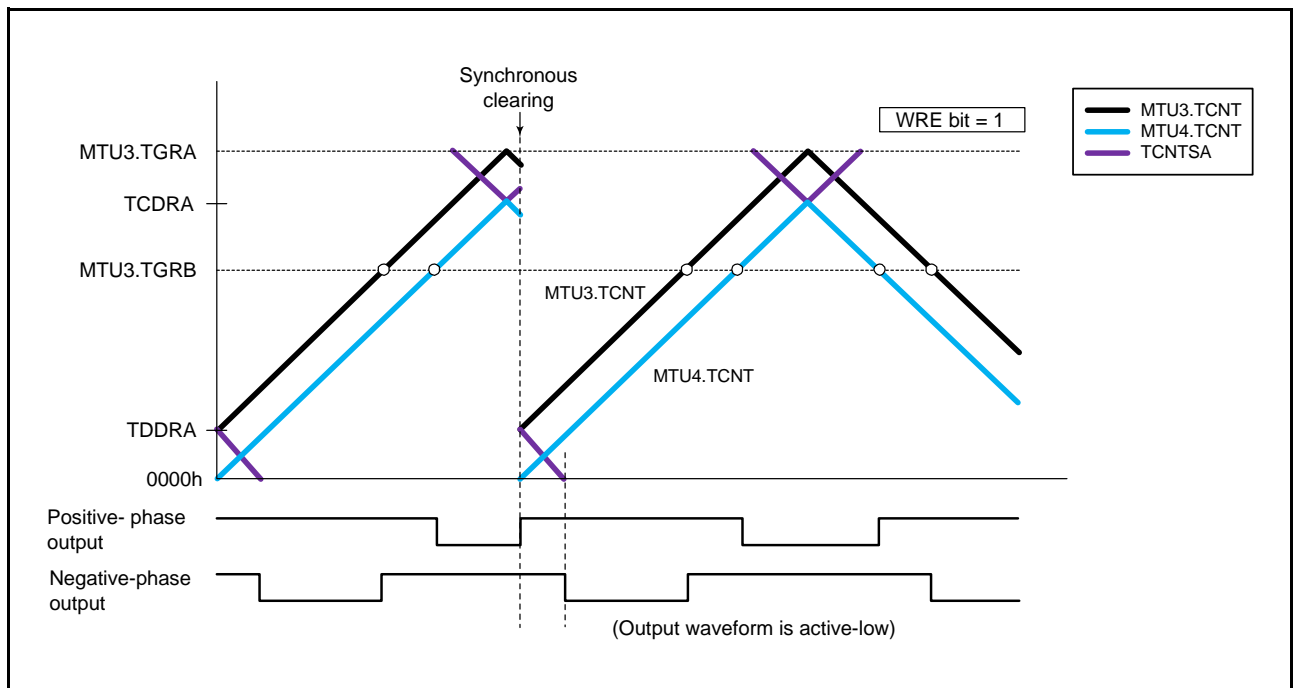 Synchronous
clearing
WRE bit = 1
MTU3.TCNT
MTU4.TCNT
TCNTSA
MTU3.TGRA
TCDRA
MTU3.TGRB
MTU3.TCNT
MTU4.TCNT
TDDRA
0000h
Positive- phase
output
Negative-phase
output
(Output waveform is active-low)